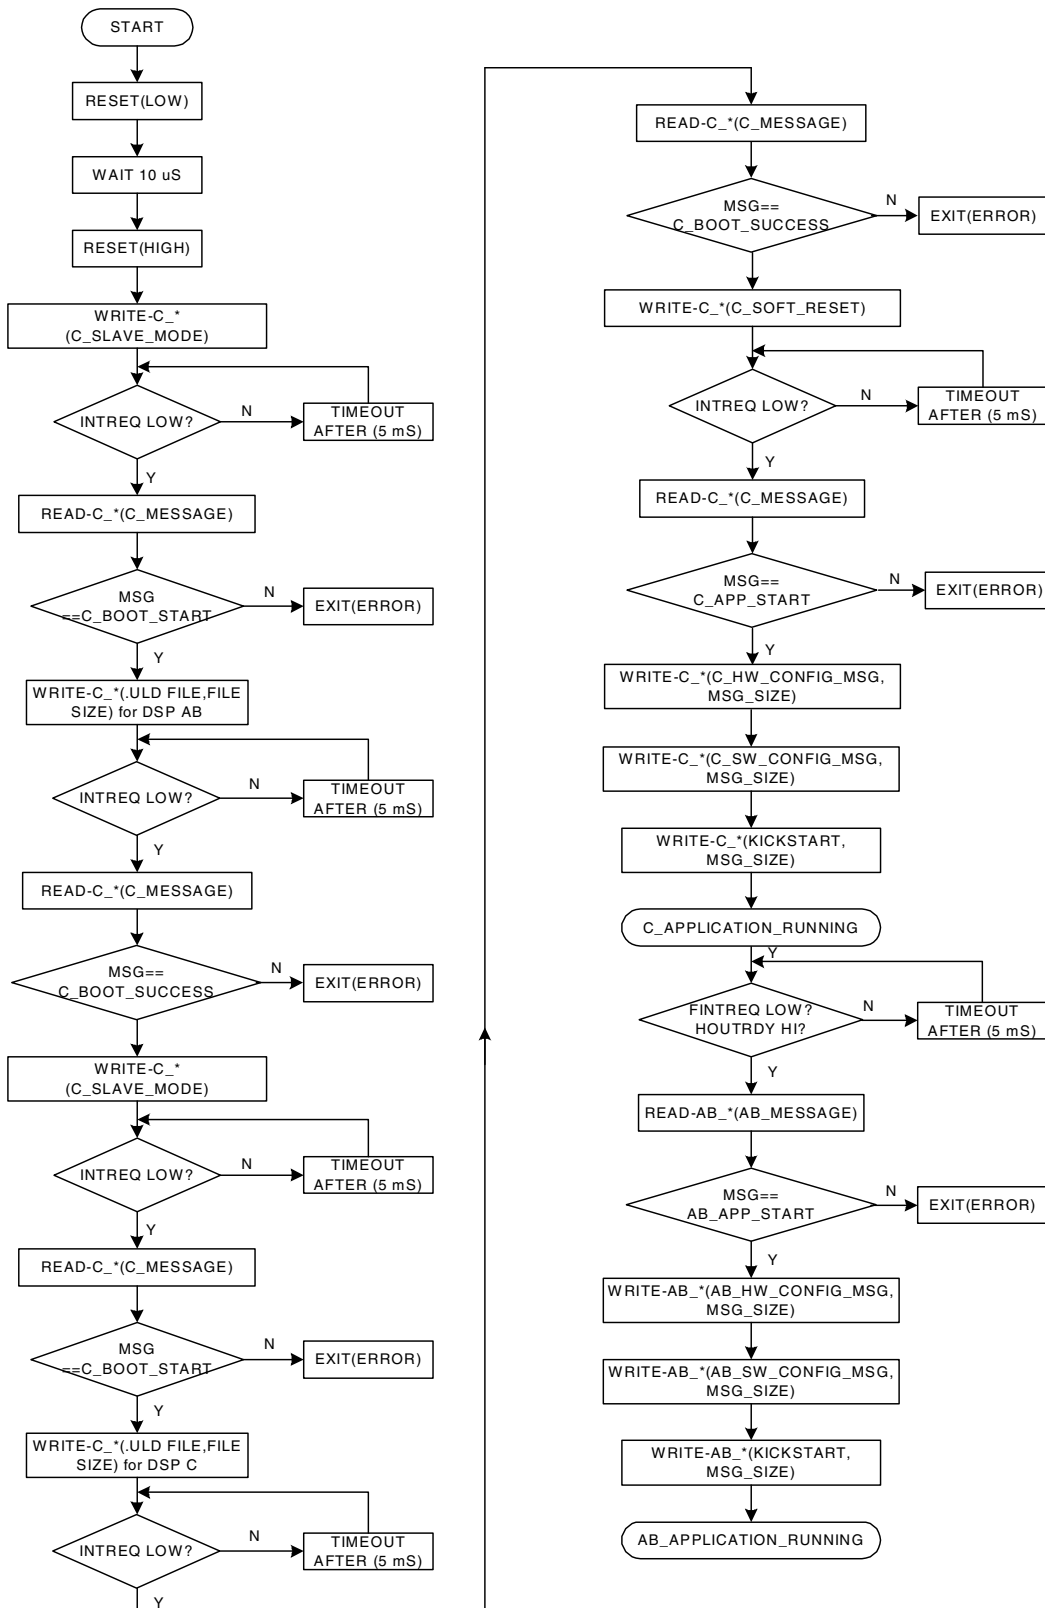 START
RESET(LOW)
WAIT 10 uS
RESET(HIGH)
WRITE-C_*
(C_SLAVE_MODE)
INTREQ LOW?
N
TIMEOUT
AFTER (5 mS)
Y
READ-C_*(C_MESSAGE)
MSG
==C_BOOT_START
N
EXIT(ERROR)
Y
WRITE-C_*(.ULD FILE,FILE
SIZE) for DSP AB
INTREQ LOW?
N
TIMEOUT
AFTER (5 mS)
Y
READ-C_*(C_MESSAGE)
MSG==
C_BOOT_SUCCESS
N
EXIT(ERROR)
WRITE-C_*
(C_SLAVE_MODE)
INTREQ LOW?
N
TIMEOUT
AFTER (5 mS)
Y
READ-C_*(C_MESSAGE)
MSG
==C_BOOT_START
N
EXIT(ERROR)
Y
WRITE-C_*(.ULD FILE,FILE
SIZE) for DSP C
INTREQ LOW?
N
TIMEOUT
AFTER (5 mS)
Y
READ-C_*(C_MESSAGE)
MSG==
C_BOOT_SUCCESS
N
EXIT(ERROR)
WRITE-C_*(C_SOFT_RESET)
INTREQ LOW?
N
TIMEOUT
AFTER (5 mS)
Y
READ-C_*(C_MESSAGE)
MSG==
C_APP_START
N
EXIT(ERROR)
Y
WRITE-C_*(C_HW_CONFIG_MSG,
MSG_SIZE)
WRITE-C_*(C_SW_CONFIG_MSG,
MSG_SIZE)
WRITE-C_*(KICKSTART,
MSG_SIZE)
C_APPLICATION_RUNNING
Y
FINTREQ LOW?
HOUTRDY HI?
N
TIMEOUT
AFTER (5 mS)
Y
READ-AB_*(AB_MESSAGE)
MSG==
AB_APP_START
N
EXIT(ERROR)
Y
WRITE-AB_*(AB_HW_CONFIG_MSG,
MSG_SIZE)
WRITE-AB_*(AB_SW_CONFIG_MSG,
MSG_SIZE)
WRITE-AB_*(KICKSTART,
MSG_SIZE)
AB_APPLICATION_RUNNING